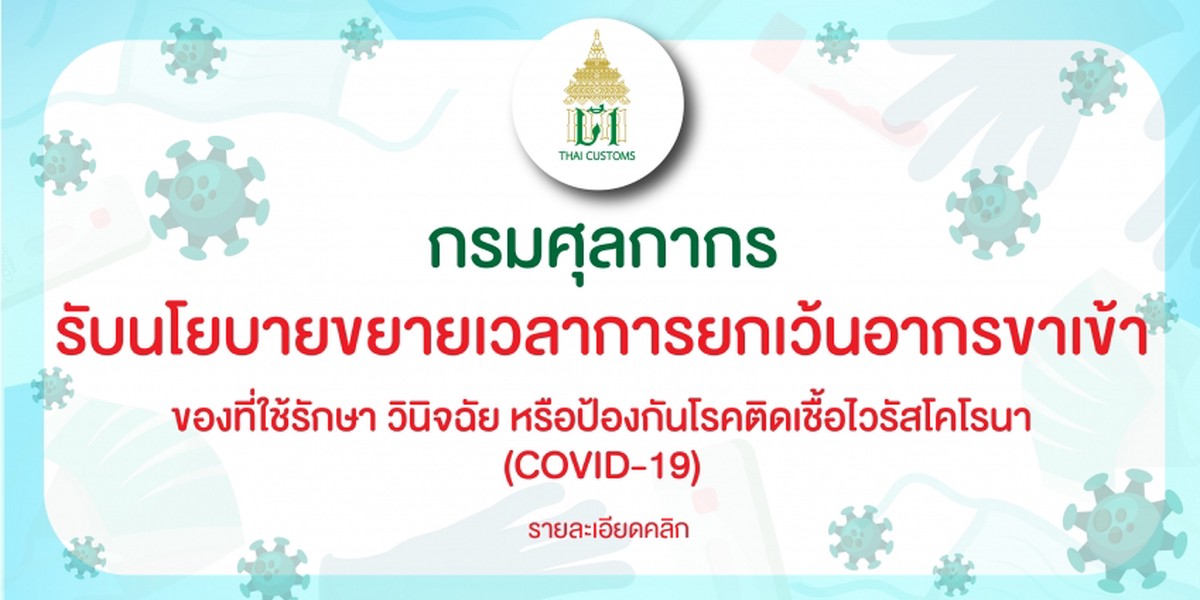 THAI CUSTOMS
กรมศุลกากร
รับนโยบายขยายเวลาการยกเว้นอากรขาเข้า
ของที่ใช้รักษา วินิจฉัย หรือป้องกันโรคติดเชื้อไวรัสโคโรนา
(COVID-19)
รายละเอียดคลิก